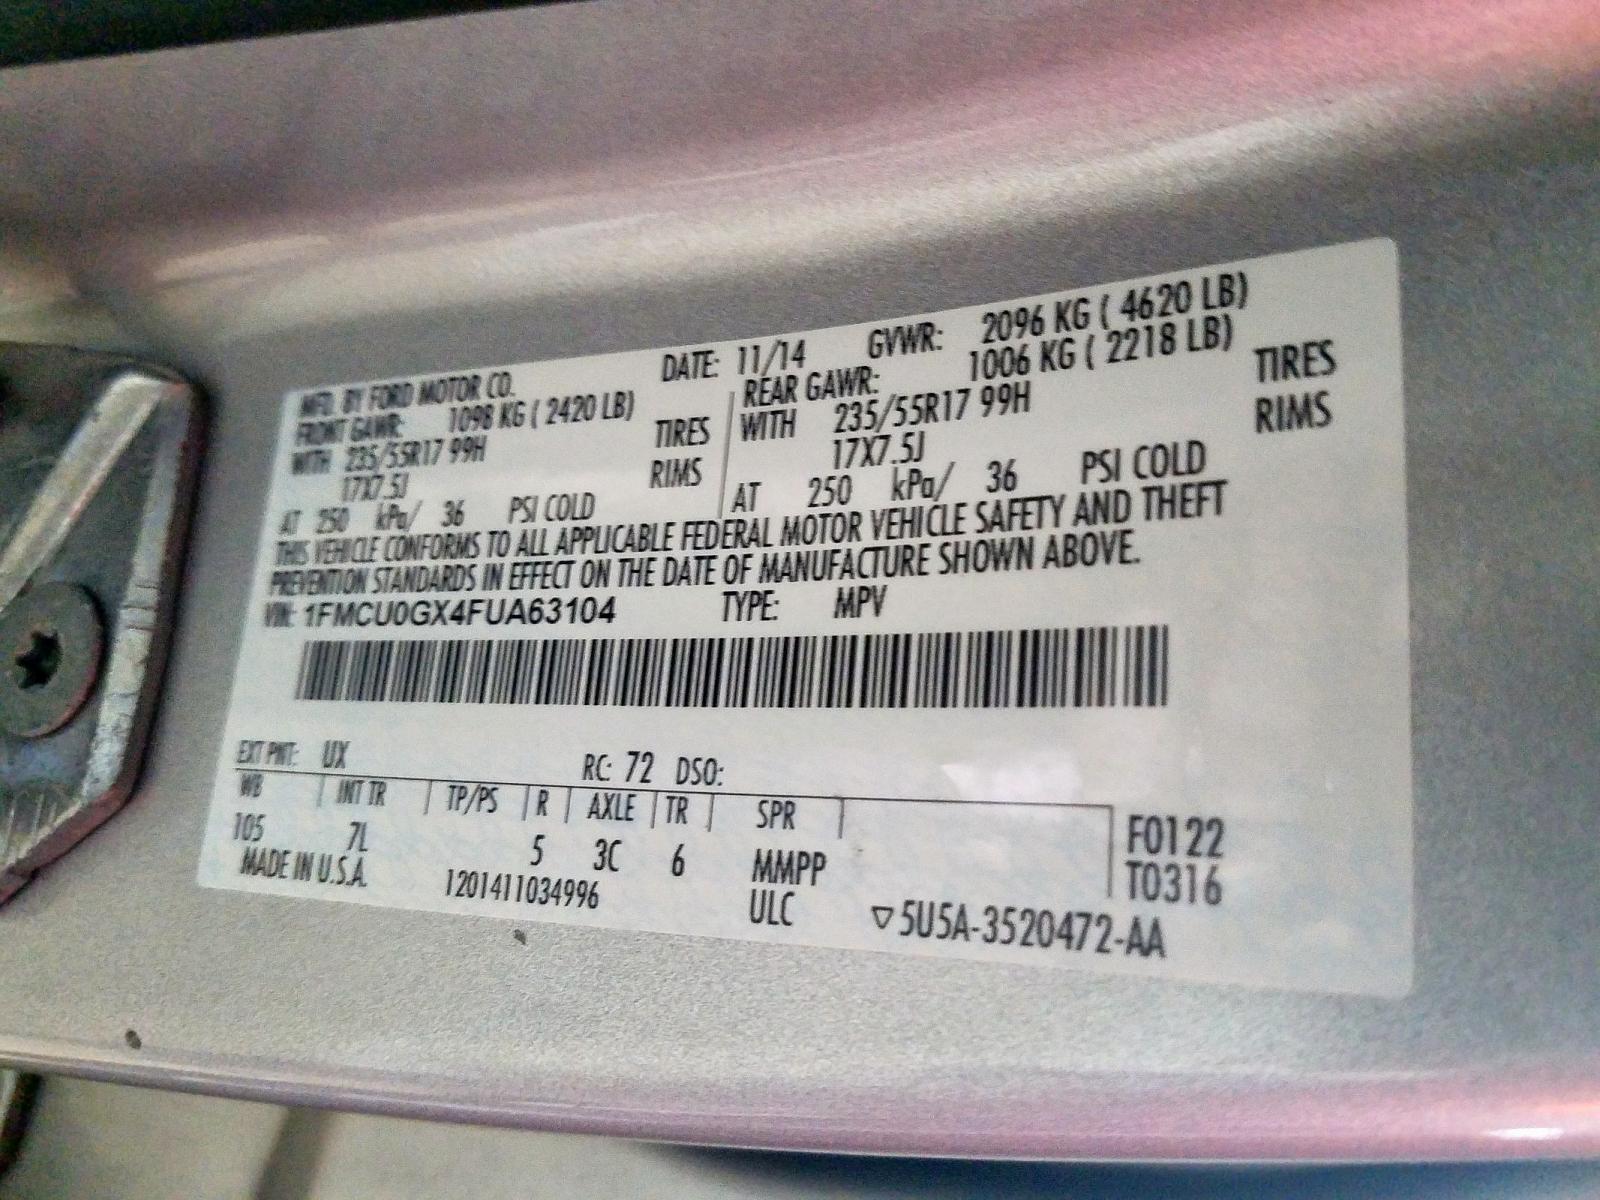 MFD. BY FORD MOTOR CO. DATE: 11/14 GVWR: 2096 KG ( 4620 LB)
FRONT GAWR: 1098 KG ( 2420 LB) REAR GAWR: 1006 KG ( 2218 LB)
WITH 235/55R17 99H TIRES WITH 235/55R17 99H TIRES
17X7.5J RIMS 17X7.5J RIMS
AT 250 kPa/ 36 PSI COLD AT 250 kPa/ 36 PSI COLD
THIS VEHICLE CONFORMS TO ALL APPLICABLE FEDERAL MOTOR VEHICLE SAFETY AND THEFT
PREVENTION STANDARDS IN EFFECT ON THE DATE OF MANUFACTURE SHOWN ABOVE.
VIN: 1FMCU0GX4FUA63104 TYPE: MPV
EXT PNT: UX RC: 72 DSO:
WB INT TR TP/PS R AXLE TR SPR
105 7L 5 3C 6 MMPP F0122
MADE IN U.S.A. T0316
1201411034996 ULC ▽5U5A-3520472-AA